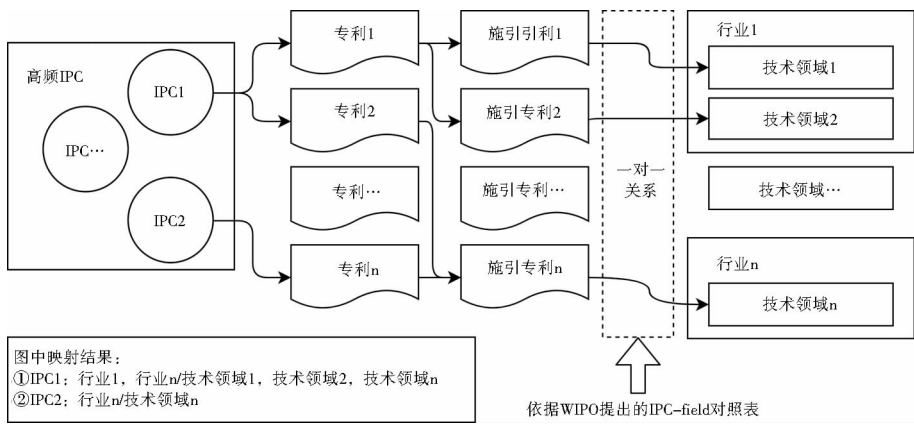 高频IPC
IPC1
IPC…
IPC2
专利1
专利2
专利…
专利n
施引引利1
施引专利2
施引专利…
施引专利n
一对一
关系
行业1
技术领域1
技术领域2
技术领域…
行业n
技术领域n
图中映射结果：
①IPC1：行业1，行业n/技术领域1，技术领域2，技术领域n
②IPC2：行业n/技术领域n
依据WIPO提出的IPC-field对照表